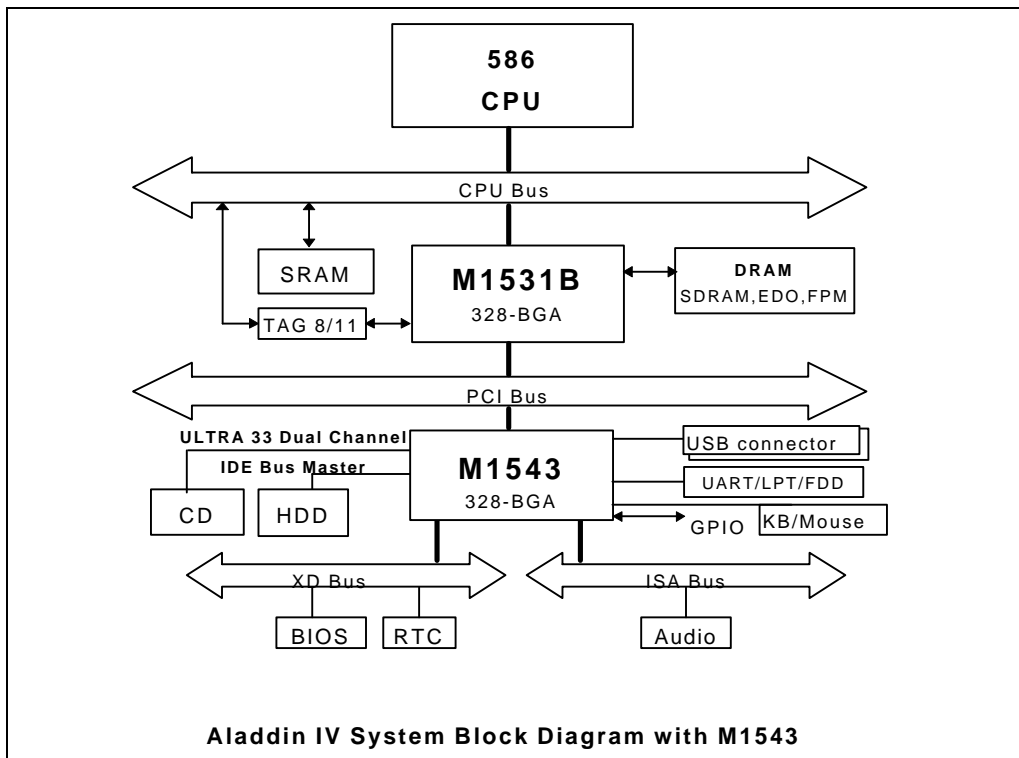 586
CPU
CPU Bus
SRAM
M1531B
328-BGA
DRAM
SDRAM,EDO,FPM
TAG 8/11
PCI Bus
ULTRA 33 Dual Channel
IDE Bus Master
CD
HDD
M1543
328-BGA
USB connector
UART/LPT/FDD
GPIO
KB/Mouse
XD Bus
ISA Bus
BIOS
RTC
Audio
Aladdin IV System Block Diagram with M1543